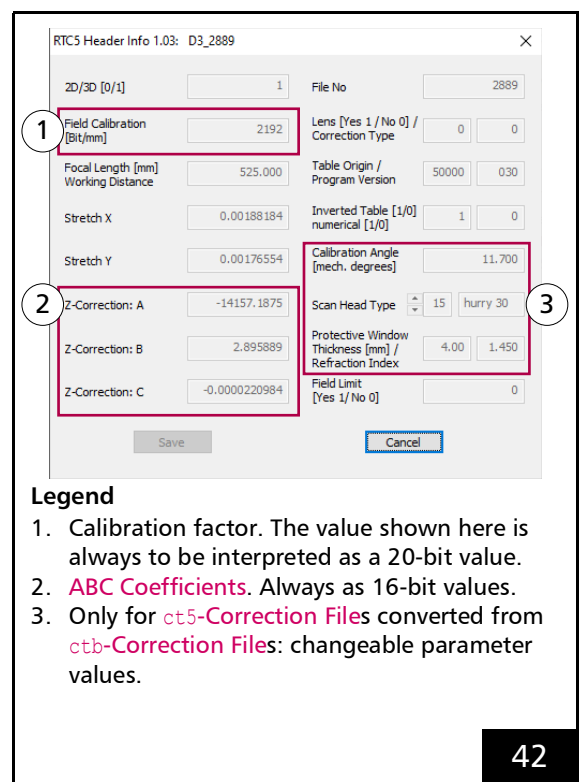 RTC5 Header Info 1.03: D3_2889
2D/3D [0/1] 1
File No 2889
1
Field Calibration
[Bit/mm] 2192
Lens [Yes 1 / No 0] /
Correction Type 0 0
Focal Length [mm]
Working Distance 525.000
Table Origin /
Program Version 50000 030
Stretch X 0.00188184
Inverted Table [1/0]
numerical [1/0] 1 0
Stretch Y 0.00176554
Calibration Angle
[mech. degrees] 11.700
2
Z-Correction: A -14157.1875
Scan Head Type 15 hurry 30
3
Z-Correction: B 2.895889
Protective Window
Thickness [mm] /
Refraction Index 4.00 1.450
Z-Correction: C -0.0000220984
Field Limit
[Yes 1/ No 0] 0
Save
Cancel
Legend
1. Calibration factor. The value shown here is
always to be interpreted as a 20-bit value.
2. ABC Coefficients. Always as 16-bit values.
3. Only for ct5-Correction Files converted from
ctb-Correction Files: changeable parameter
values.
42